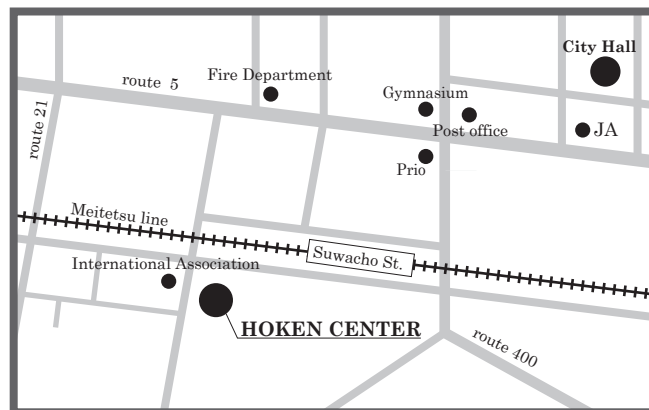 City Hall
route 5
Fire Department
Gymnasium
Post office
JA
route 21
Prio
Meitetsu line
Suwacho St.
International Association
HOKEN CENTER
route 400